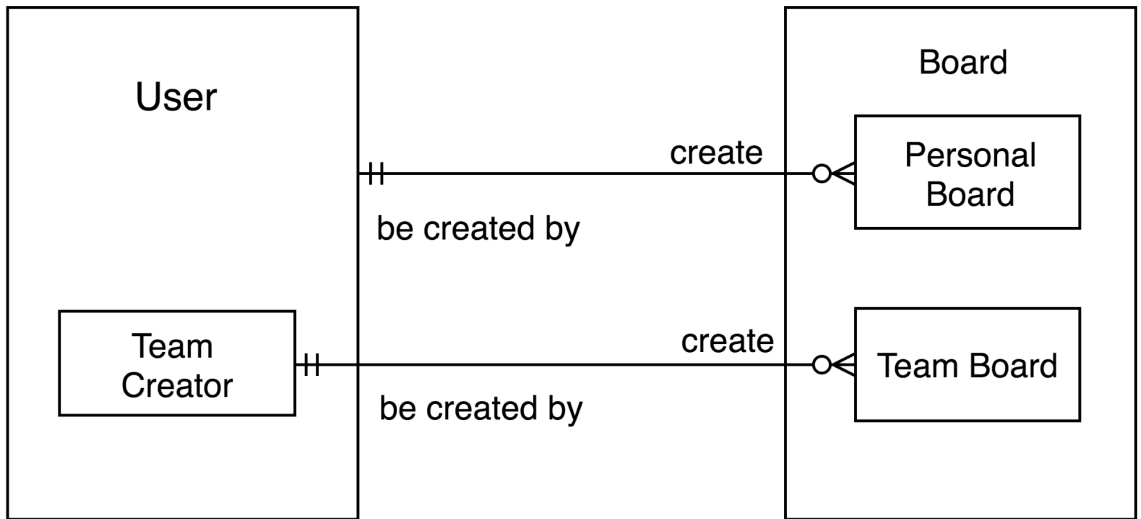 User
Board
create
Personal
Board
be created by
Team
Creator
create
Team Board
be created by